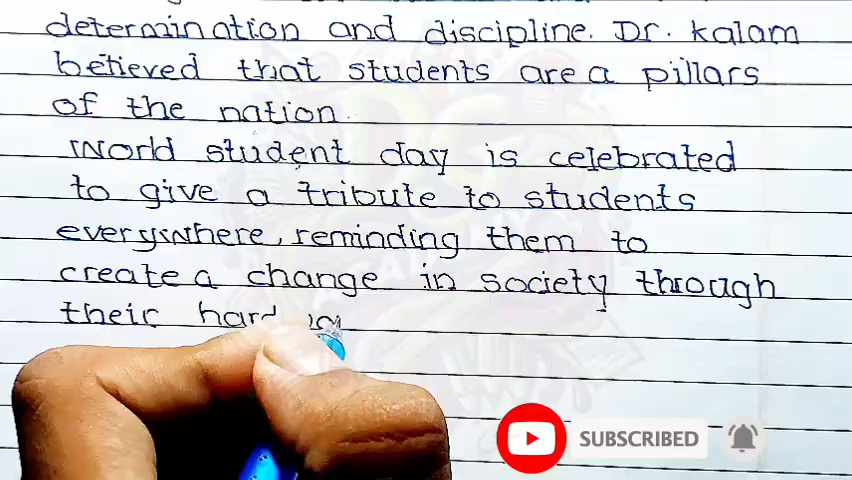 determination and discipline. Dr. Kalam
believed that students are a pillars
of the nation.
World student day is celebrated
to give a tribute to students
everywhere, reminding them to
create a change in society through
their hard
SUBSCRIBED